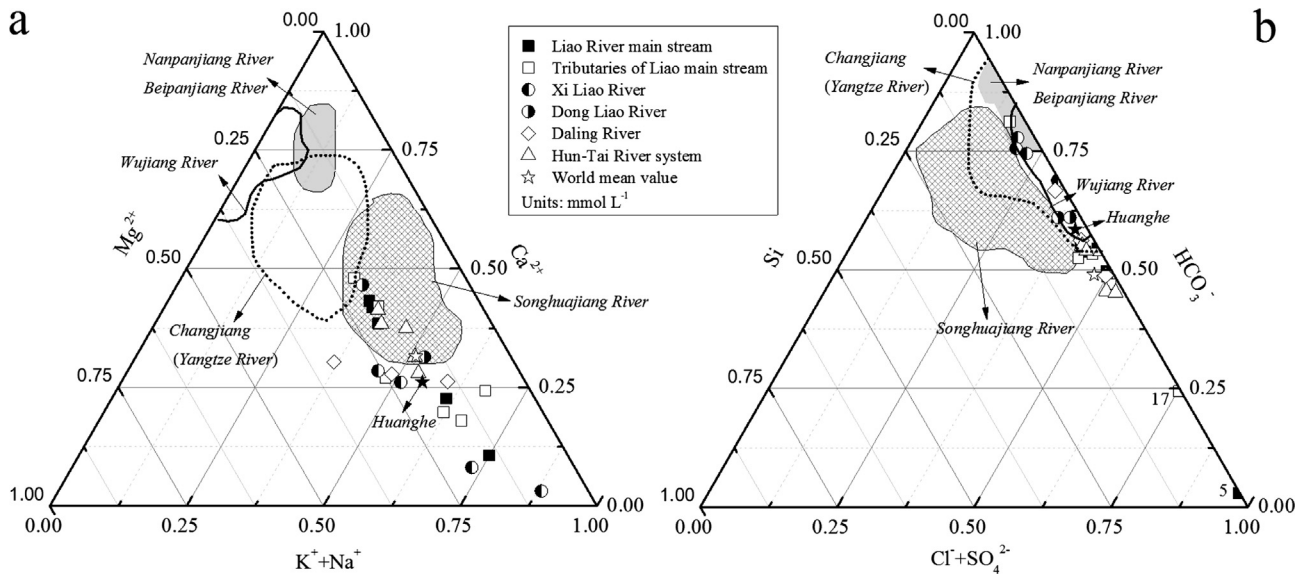 a
0.00
1.00
Nanpanjiang River
Beipanjiang River
0.25
0.75
Wujiang River
Mg²⁺
Ca²⁺
0.50
0.50
Songhuajiang River
Changjiang
(Yangtze River)
0.75
0.25
Huanghe
1.00
0.00
0.00
0.25
0.50
0.75
1.00
K⁺+Na⁺
Liao River main stream
Tributaries of Liao main stream
Xi Liao River
Dong Liao River
Daling River
Hun-Tai River system
World mean value
Units: mmol L⁻¹
b
0.00
1.00
Changjiang
(Yangtze River)
Nanpanjiang River
Beipanjiang River
0.25
0.75
Wujiang River
Huanghe
Si
HCO₃⁻
0.50
0.50
Songhuajiang River
0.75
0.25
17
5
1.00
0.00
0.00
0.25
0.50
0.75
1.00
Cl⁻+SO₄²⁻